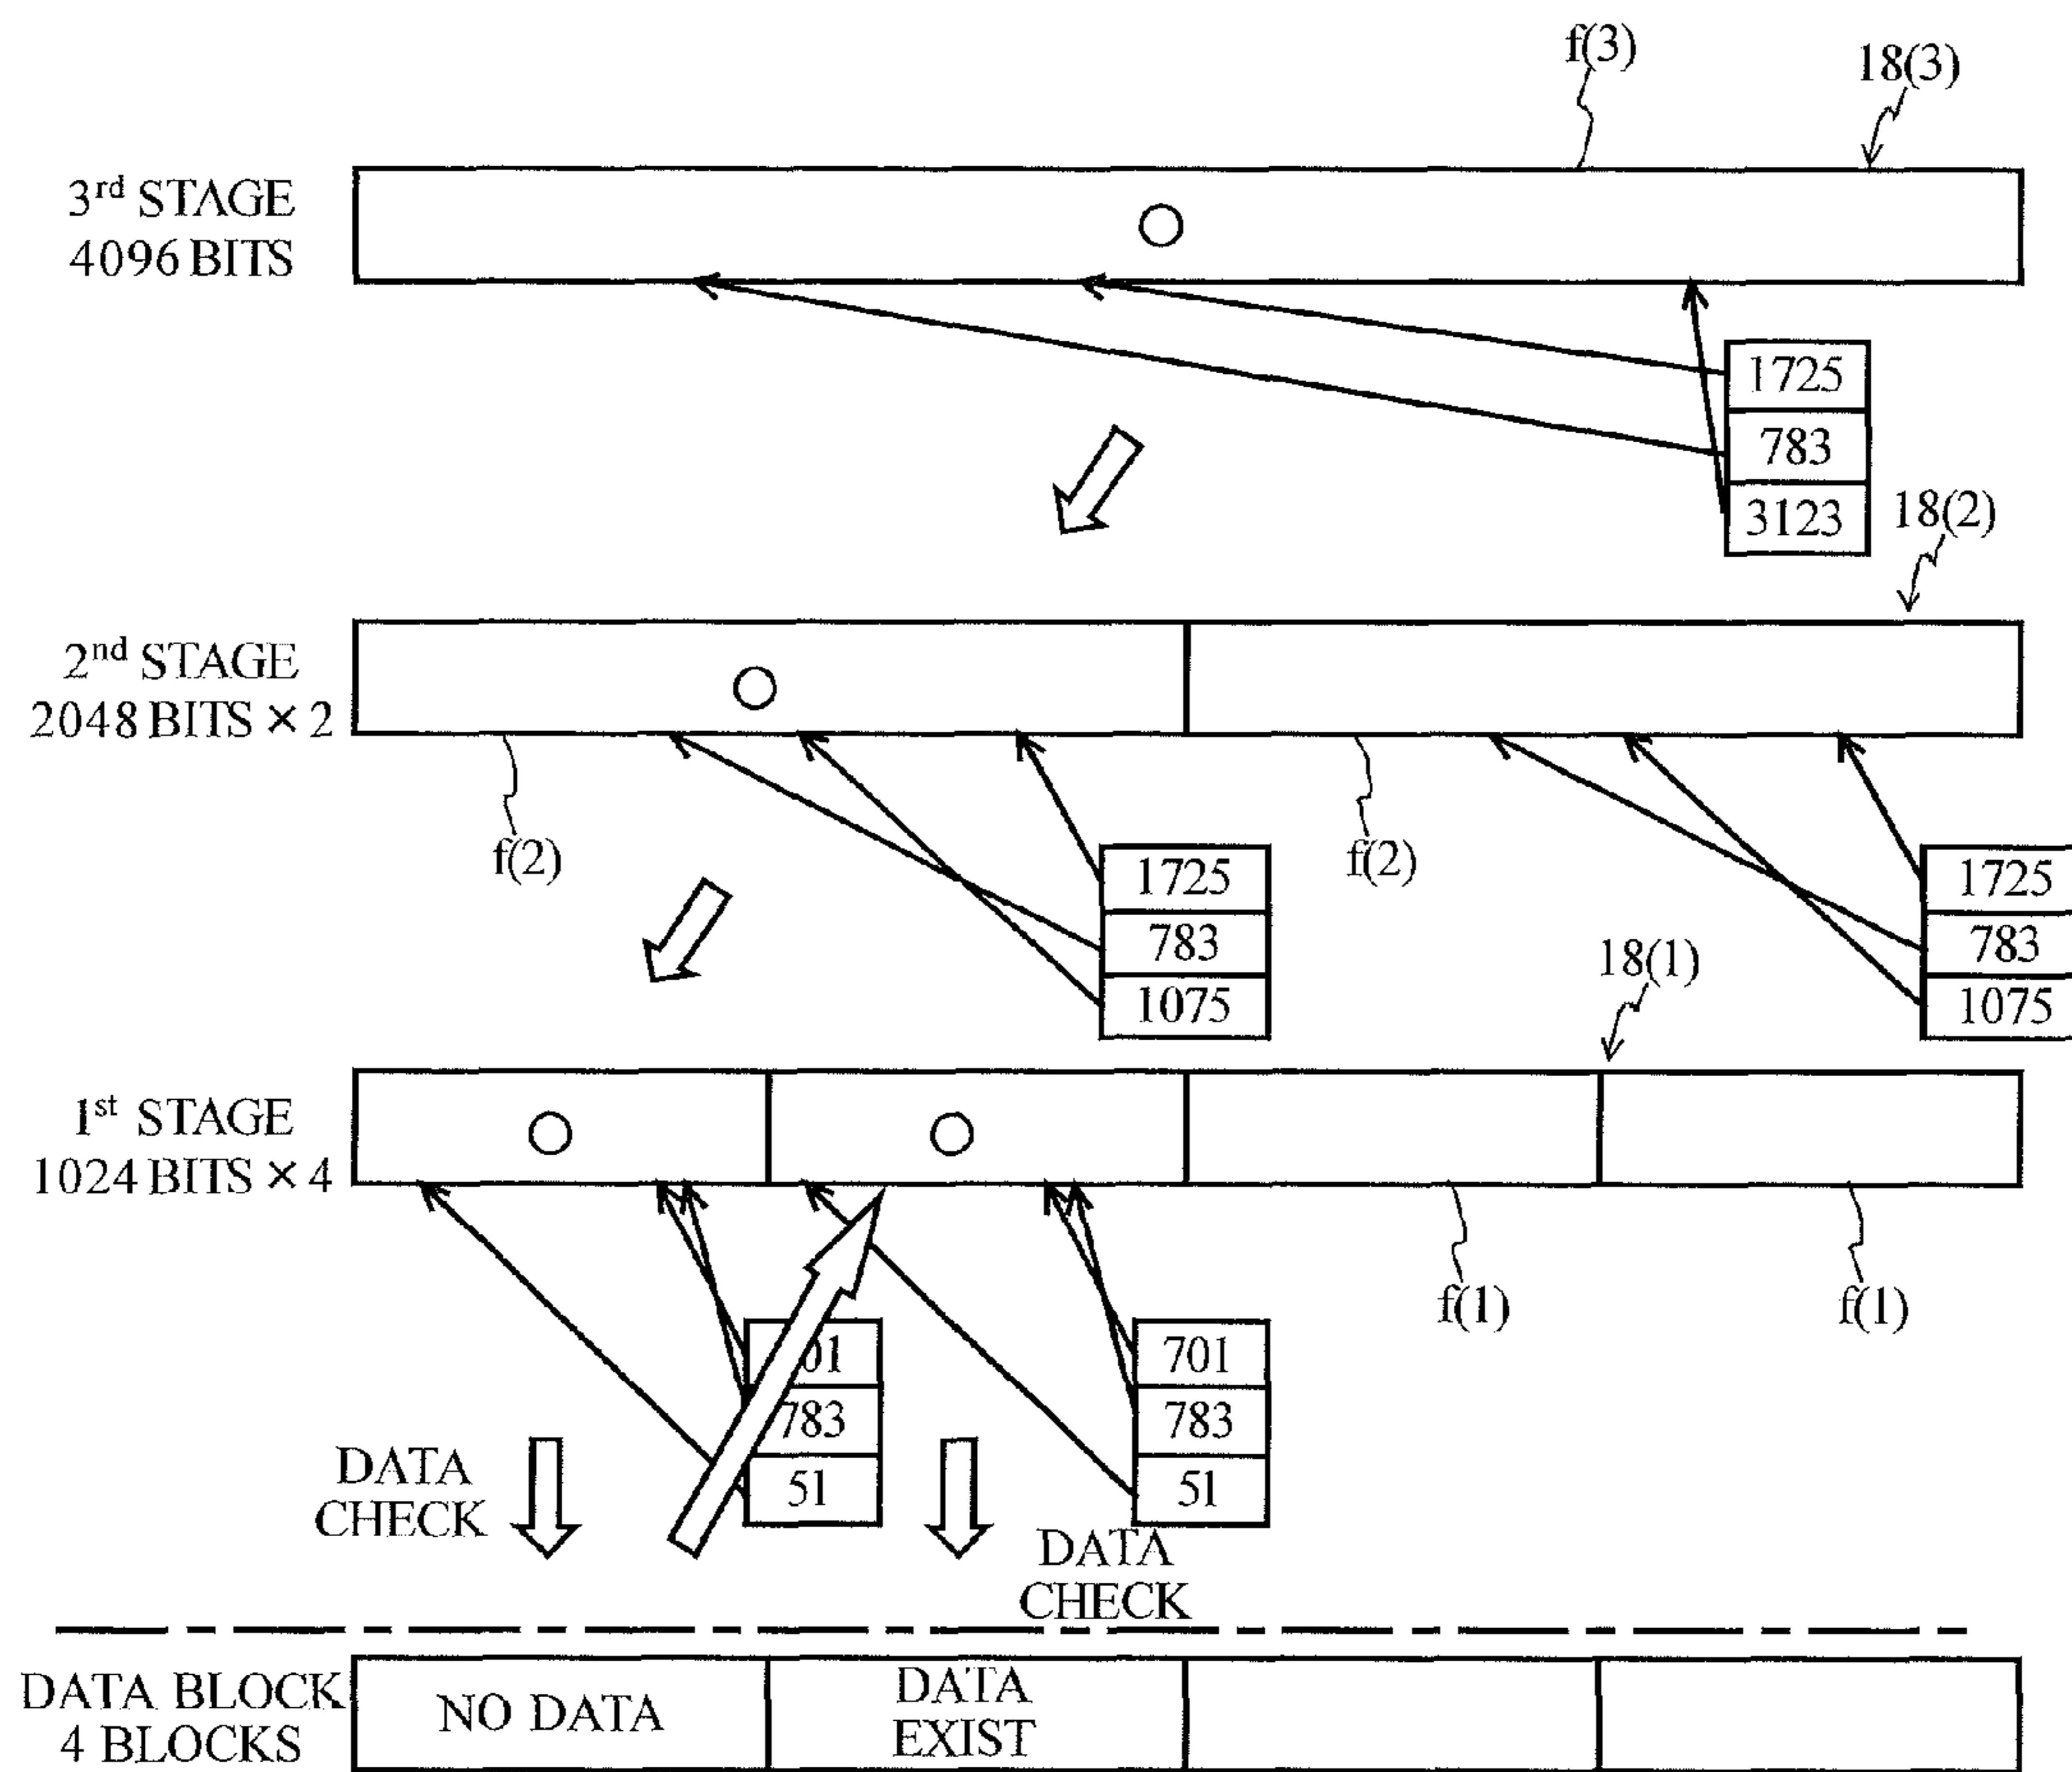 f(3)
18(3)
3rd STAGE
4096 BITS
1725
783
3123
18(2)
2nd STAGE
2048 BITS × 2
f(2)
f(2)
1725
783
1075
1725
783
1075
18(1)
1st STAGE
1024 BITS × 4
f(1)
f(1)
01
783
51
701
783
51
DATA
CHECK
DATA
CHECK
DATA BLOCK
4 BLOCKS
NO DATA
DATA
EXIST